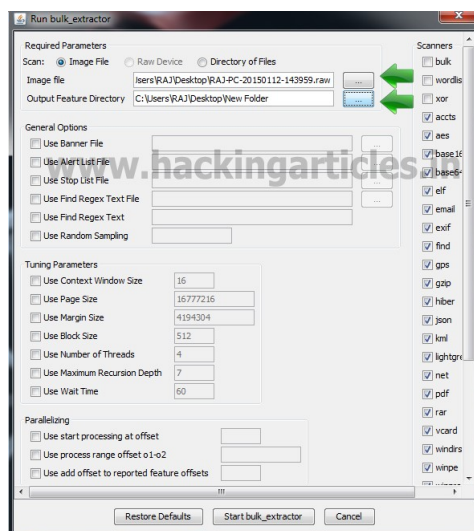 Run bulk_extractor
Required Parameters
Scan: Image File Raw Device Directory of Files
Image file lsers\RAJ\Desktop\RAJ-PC-20150112-143959.raw ...
Output Feature Directory C:\Users\RAJ\Desktop\New Folder ...
General Options
Use Banner File ...
Use Alert List File ...
Use Stop List File ...
Use Find Regex Text File ...
Use Find Regex Text
Use Random Sampling
www.hackingarticles.in
Tuning Parameters
Use Context Window Size 16
Use Page Size 16777216
Use Margin Size 4194304
Use Block Size 512
Use Number of Threads 4
Use Maximum Recursion Depth 7
Use Wait Time 60
Parallelizing
Use start processing at offset
Use process range offset o1-o2
Use add offset to reported feature offsets
Scanners
bulk
wordlis
xor
accts
aes
base16
base64
elf
email
exif
find
gps
gzip
hiber
json
kml
lightgre
net
pdf
rar
vcard
windirs
winpe
Restore Defaults Start bulk_extractor Cancel